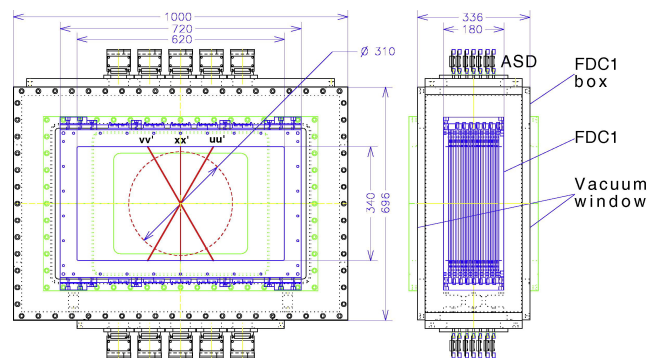 1000
720
620
Ø 310
vv' xx' uu'
340
696
336
180
ASD
FDC1
box
FDC1
Vacuum
window